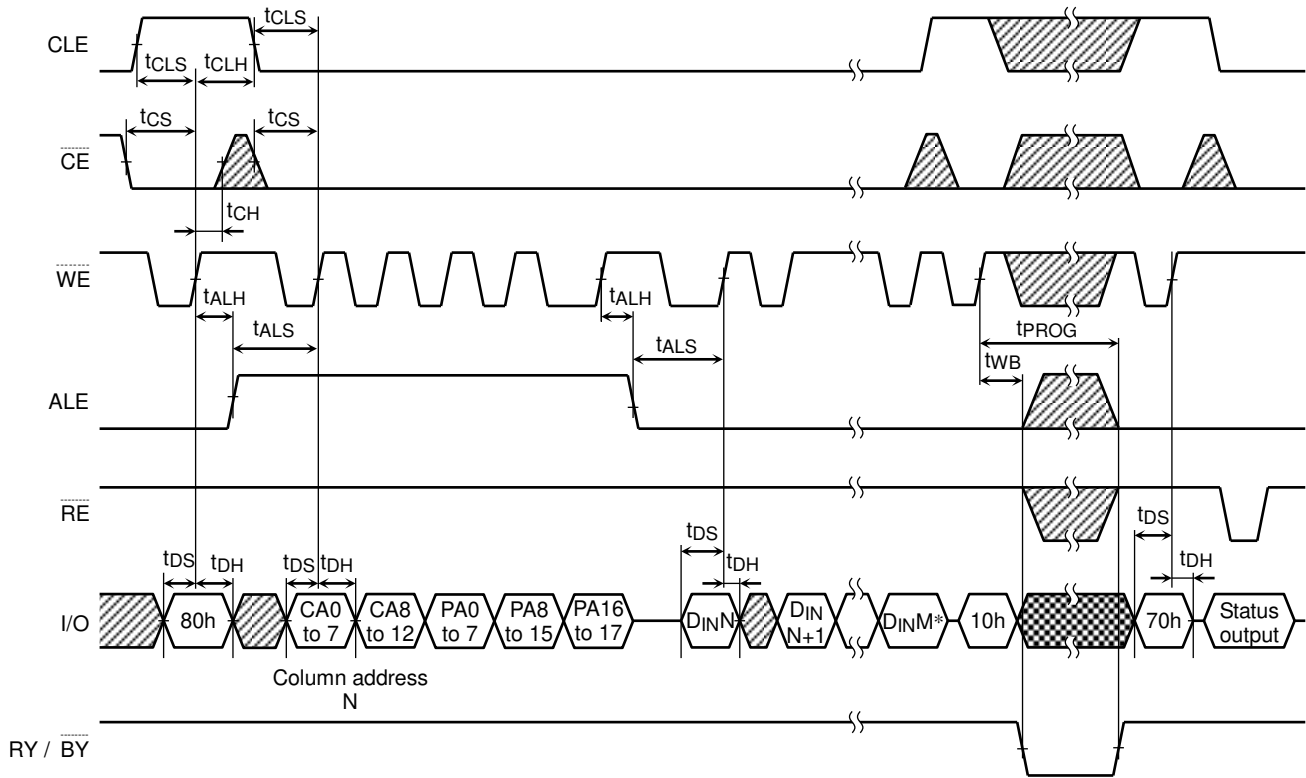 CLE
tCLS
tCLS
tCLH
CE
tCS
tCS
tCH
WE
tALH
tALH
tALS
tALS
tPROG
tWB
ALE
RE
I/O
tDS
tDH
tDS
tDH
tDS
tDH
tDS
tDH
80h
CA0
to 7
CA8
to 12
PA0
to 7
PA8
to 15
PA16
to 17
DINN
DIN
N+1
DINM*
10h
70h
Status
output
Column address
N
RY / BY